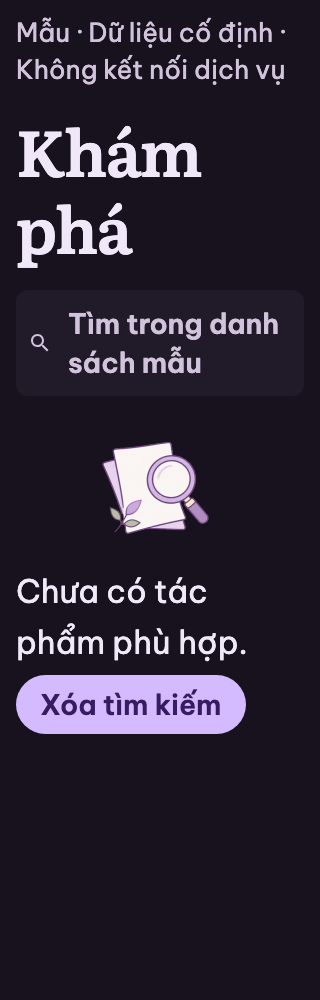 Mẫu · Dữ liệu cố định ·
Không kết nối dịch vụ
Khám
phá
Tìm trong danh
sách mẫu
Chưa có tác
phẩm phù hợp.
Xóa tìm kiếm